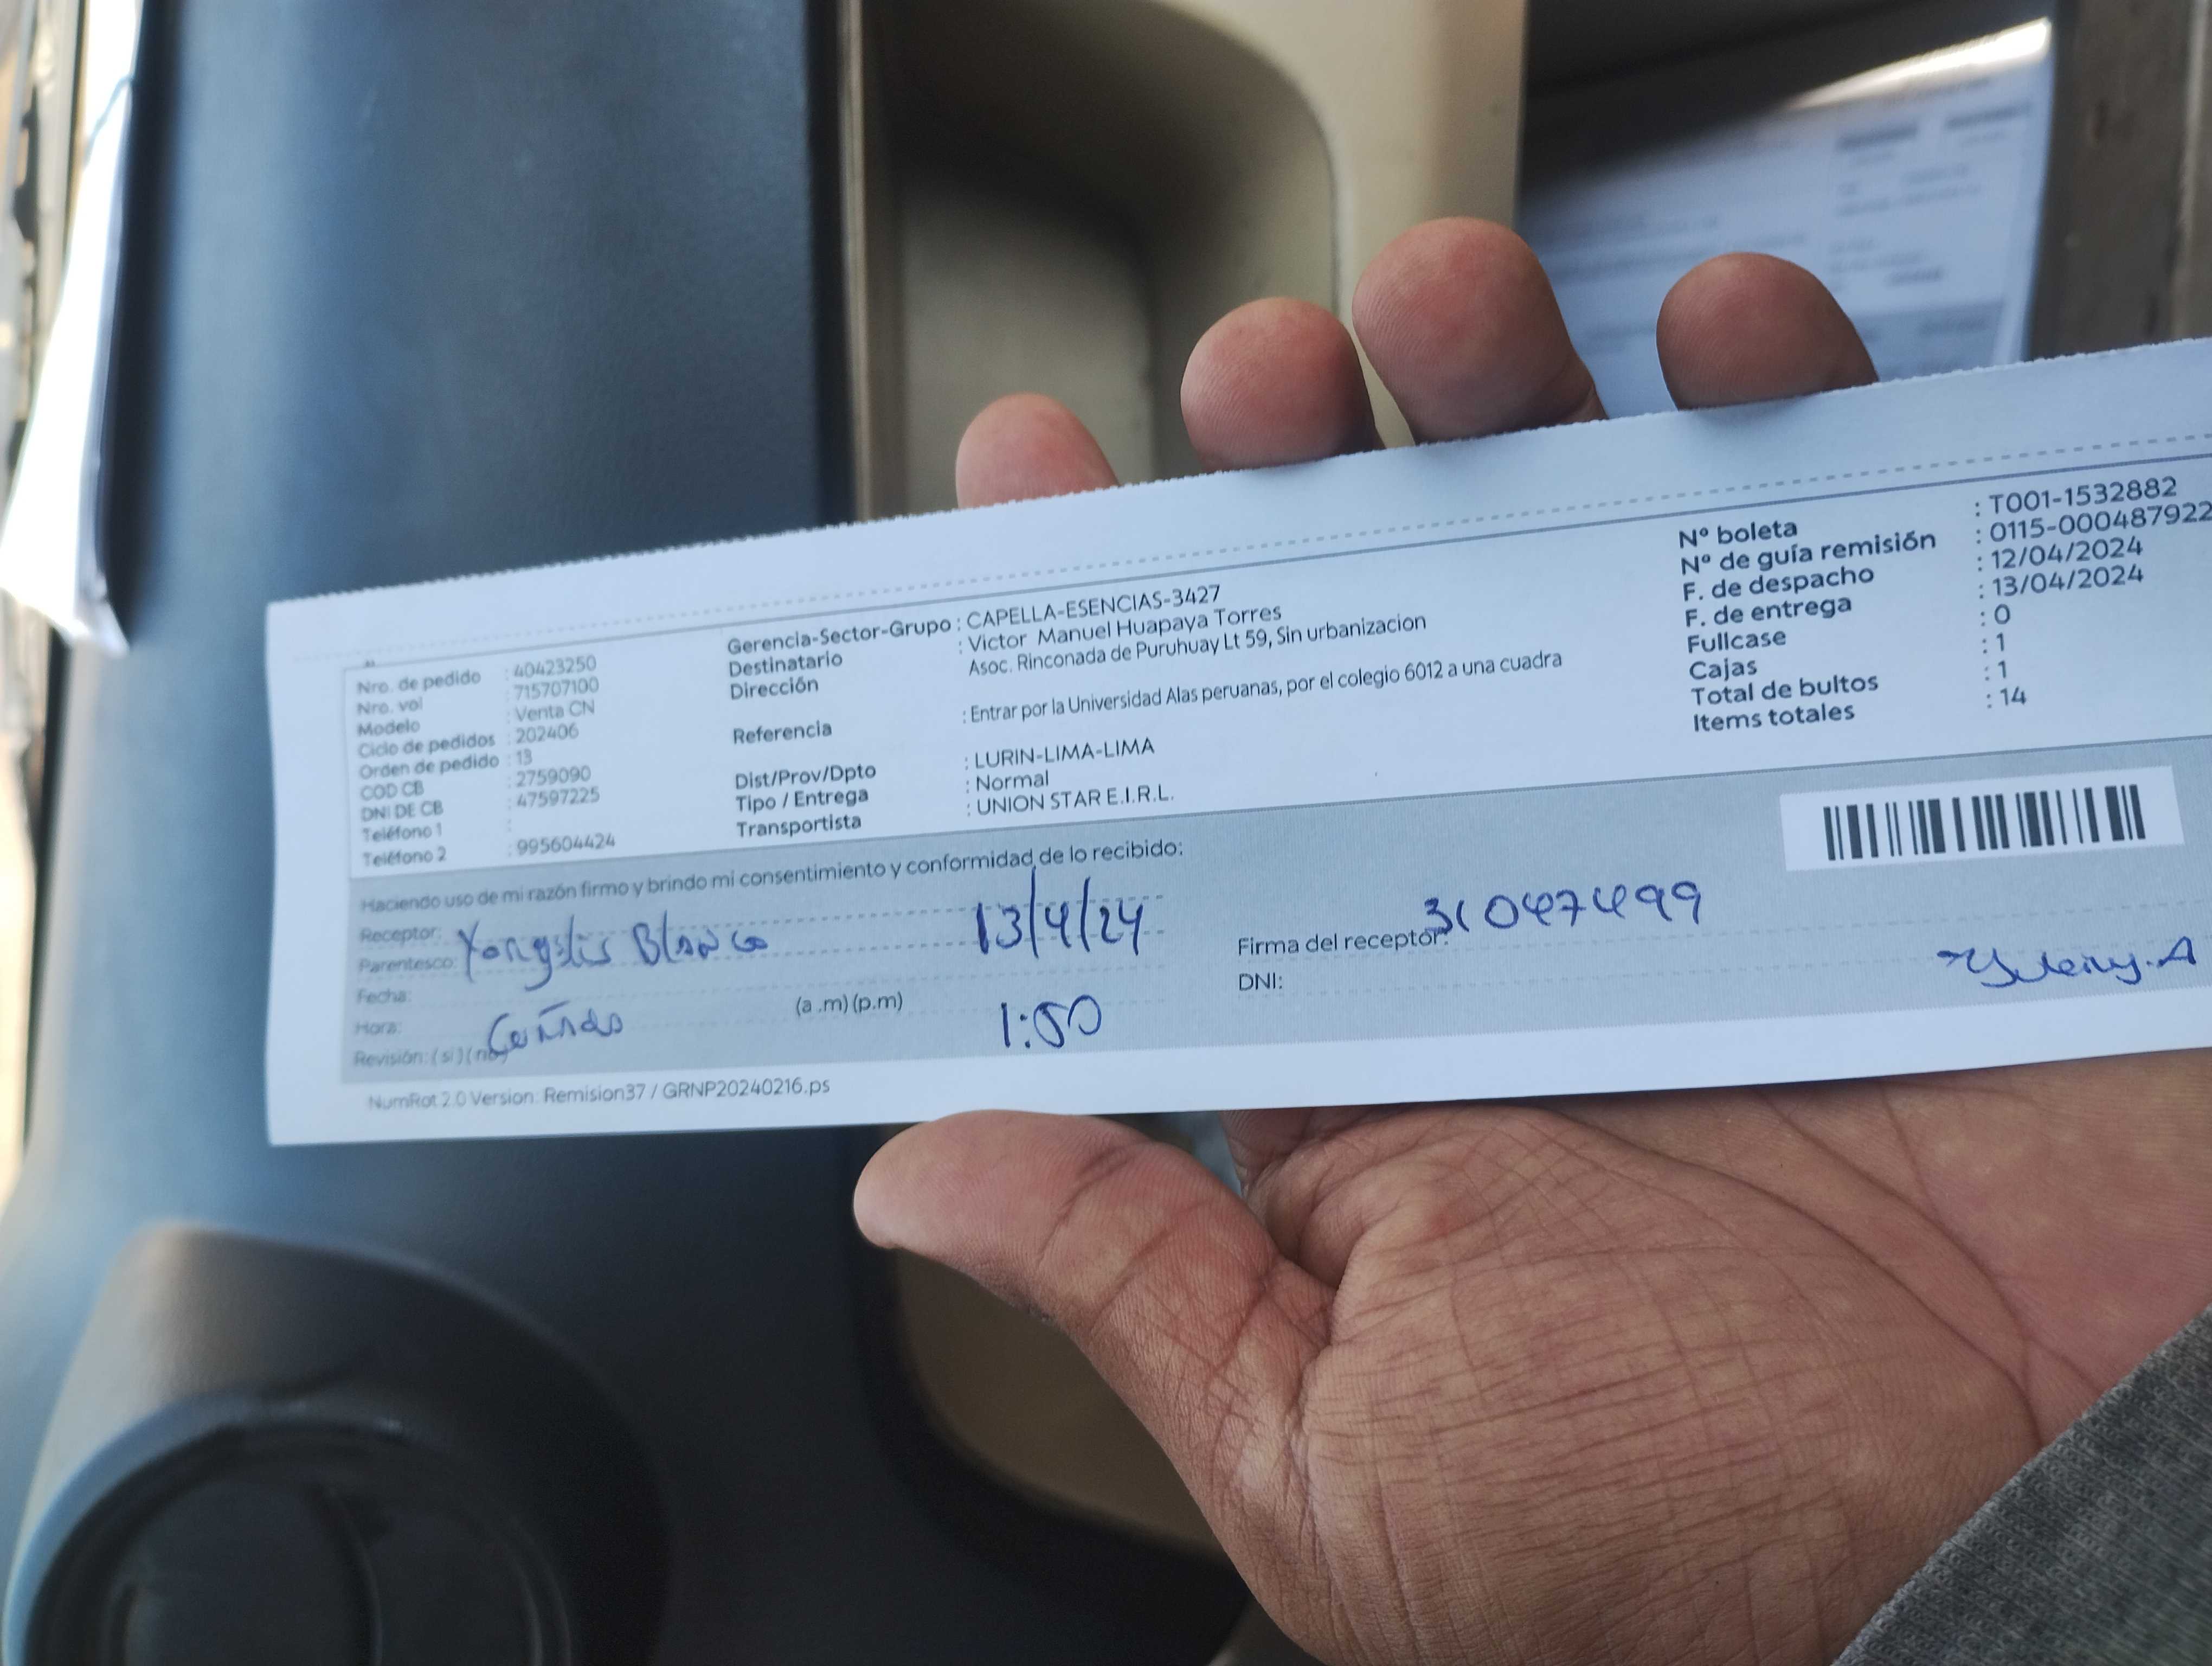 Nro. de pedido : 40423250
Nro. vol : 715707100
Modelo : Venta CN
Ciclo de pedidos : 202406
Orden de pedido : 13
COD CB : 2759090
DNI DE CB : 47597225
Teléfono 1 :
Teléfono 2 : 995604424
Gerencia-Sector-Grupo : CAPELLA-ESENCIAS-3427
Destinatario : Victor Manuel Huapaya Torres
Dirección Asoc. Rinconada de Puruhuay Lt 59, Sin urbanizacion
Referencia : Entrar por la Universidad Alas peruanas, por el colegio 6012 a una cuadra
Dist/Prov/Dpto : LURIN-LIMA-LIMA
Tipo / Entrega : Normal
Transportista : UNION STAR E.I.R.L.
Nº boleta : T001-1532882
Nº de guía remisión : 0115-000487922
F. de despacho : 12/04/2024
F. de entrega : 13/04/2024
Fullcase : 0
Cajas : 1
Total de bultos : 1
Items totales : 14
Haciendo uso de mi razón firmo y brindo mi consentimiento y conformidad de lo recibido:
Receptor:
Parentesco: Blanco 13/4/24
Fecha:
Hora: (a .m) (p.m) 1:50
Revisión: ( si ) ( no ) Cuñado
Firma del receptor:
DNI:
NumRot 2.0 Version: Remision37 / GRNP20240216.ps